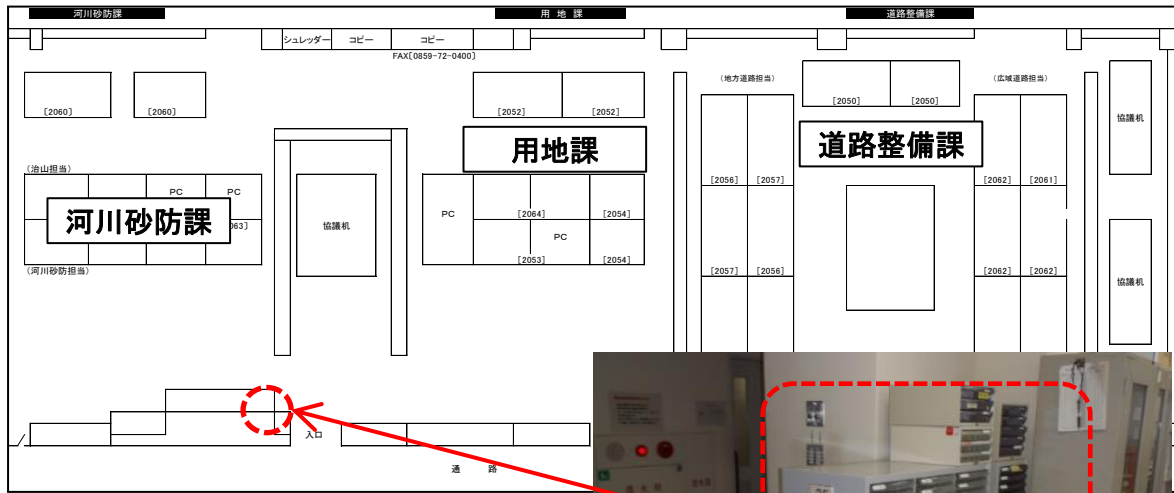 河川砂防課
用 地 課
道路整備課
シュレッダー
コピー
コピー
FAX[0859-72-0400]
(地方道路担当)
(広域道路担当)
[2060]
[2060]
[2052]
[2052]
[2050]
[2050]
協議机
用地課
道路整備課
(治山担当)
PC
PC
[2056]
[2057]
[2062]
[2061]
河川砂防課
063]
協議机
PC
[2064]
[2054]
PC
[2053]
[2054]
(河川砂防担当)
[2057]
[2056]
[2062]
[2062]
協議机
入口
通 路